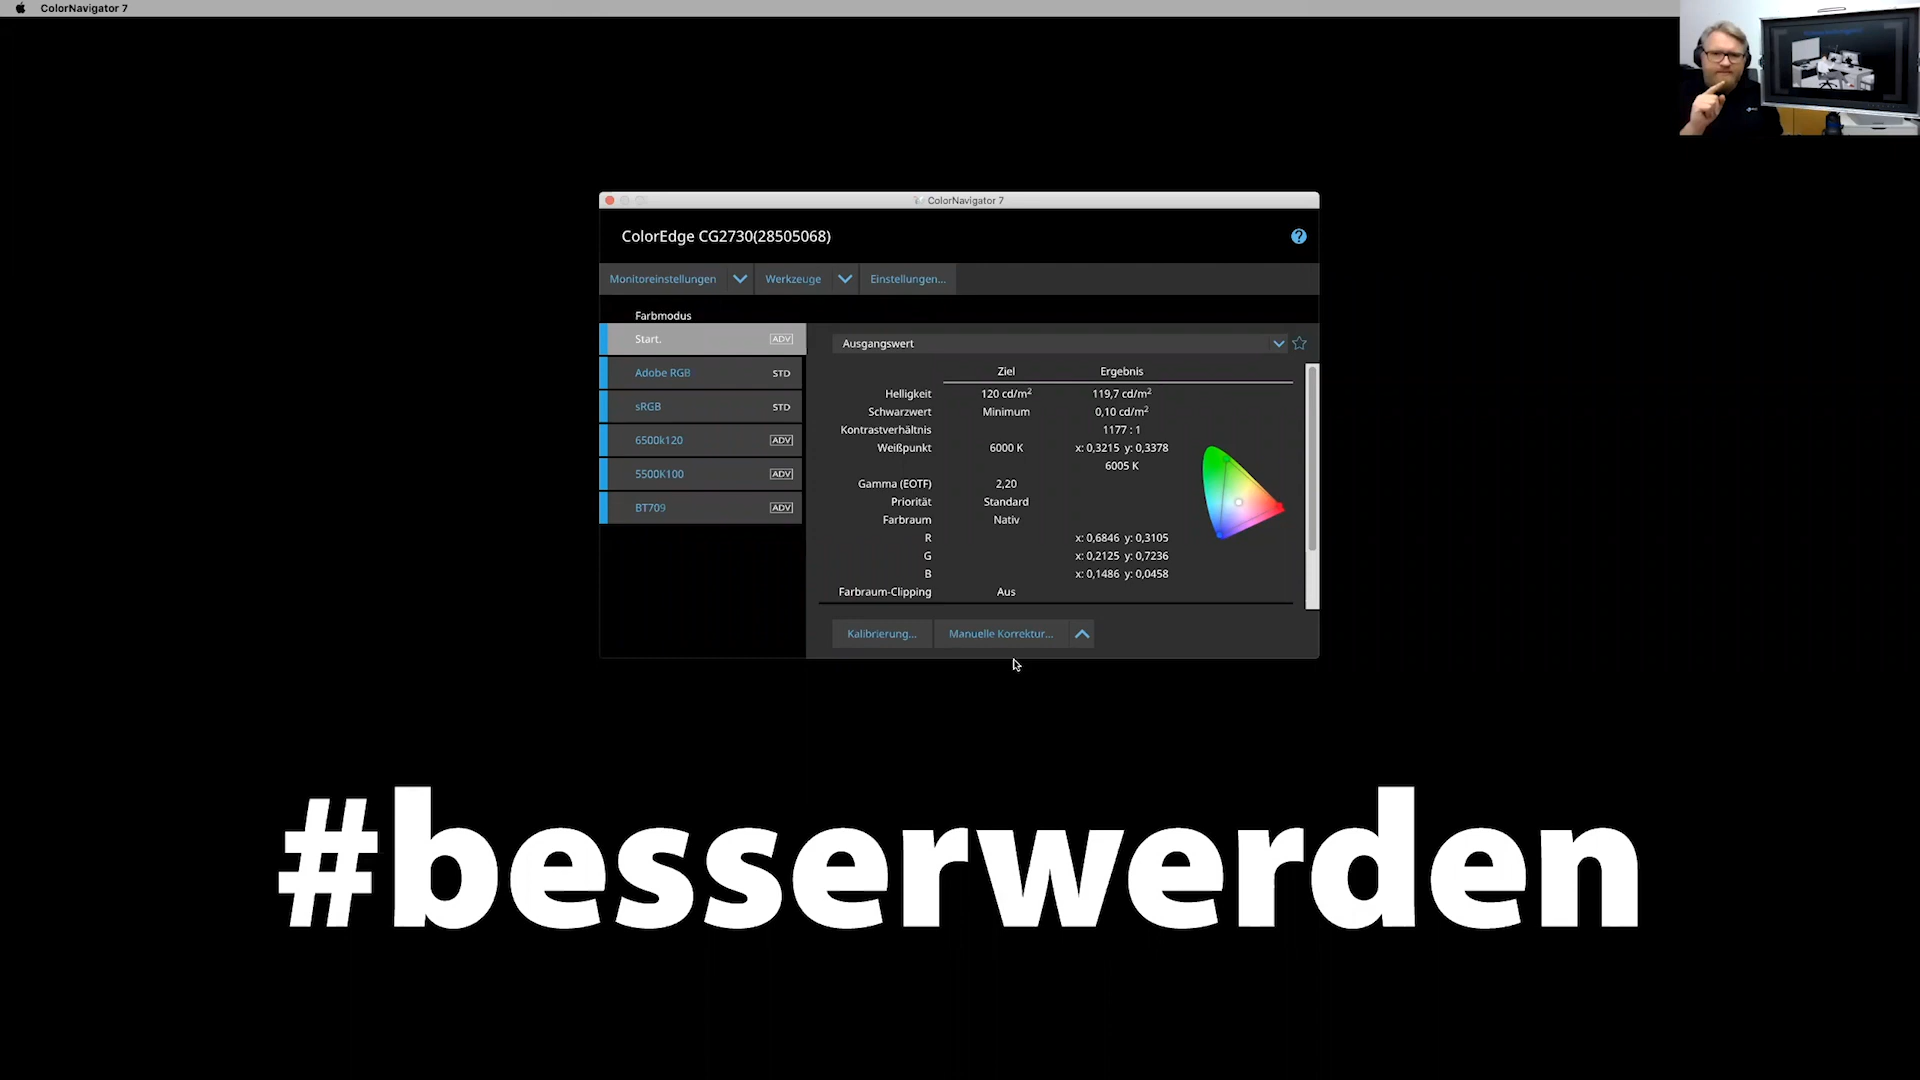 ColorNavigator 7
ColorNavigator 7
ColorEdge CG2730(28505068)
Monitoreinstellungen
Werkzeuge
Einstellungen...
Farbmodus
Start. ADV
Adobe RGB STD
sRGB STD
6500k120 ADV
5500K100 ADV
BT709 ADV
Ausgangswert
Ziel Ergebnis
Helligkeit 120 cd/m² 119,7 cd/m²
Schwarzwert Minimum 0,10 cd/m²
Kontrastverhältnis 1177 : 1
Weißpunkt 6000 K x: 0,3215 y: 0,3378
6005 K
Gamma (EOTF) 2,20
Priorität Standard
Farbraum Nativ
R x: 0,6846 y: 0,3105
G x: 0,2125 y: 0,7236
B x: 0,1486 y: 0,0458
Farbraum-Clipping Aus
Kalibrierung... Manuelle Korrektur...
#besserwerden